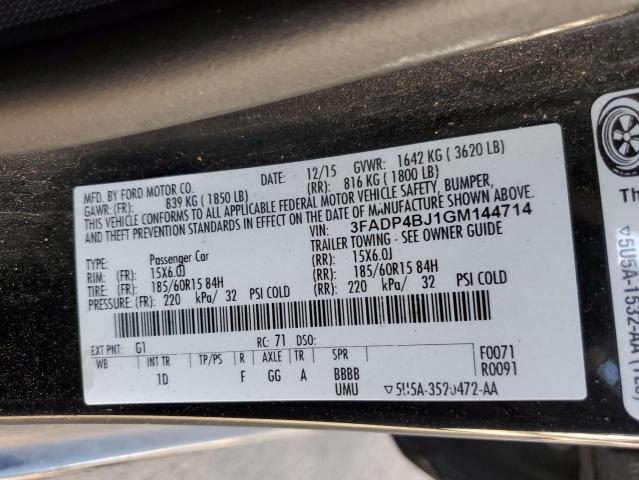 MFD. BY FORD MOTOR CO.
DATE: 12/15 GVWR: 1642 KG ( 3620 LB)
GAWR: (FR) 839 KG ( 1850 LB) (RR): 816 KG ( 1800 LB)
THIS VEHICLE CONFORMS TO ALL APPLICABLE FEDERAL MOTOR VEHICLE SAFETY, BUMPER,
AND THEFT PREVENTION STANDARDS IN EFFECT ON THE DATE OF MANUFACTURE SHOWN ABOVE.
VIN: 3FADP4BJ1GM144714
TYPE: Passenger Car TRAILER TOWING - SEE OWNER GUIDE
RIM: (FR) 15X6.0J (RR): 15X6.0J
TIRE: (FR) 185/60R15 84H (RR): 185/60R15 84H
PRESSURE: (FR): 220 kPa/ 32 PSI COLD (RR): 220 kPa/ 32 PSI COLD
EXT PNT: G1 RC: 71 DSO: F0071
WB INT TR TP/PS R AXLE TR SPR R0091
1D F GG A BBBB
UMU ▽5U5A-3520472-AA
▽5U5A-1532